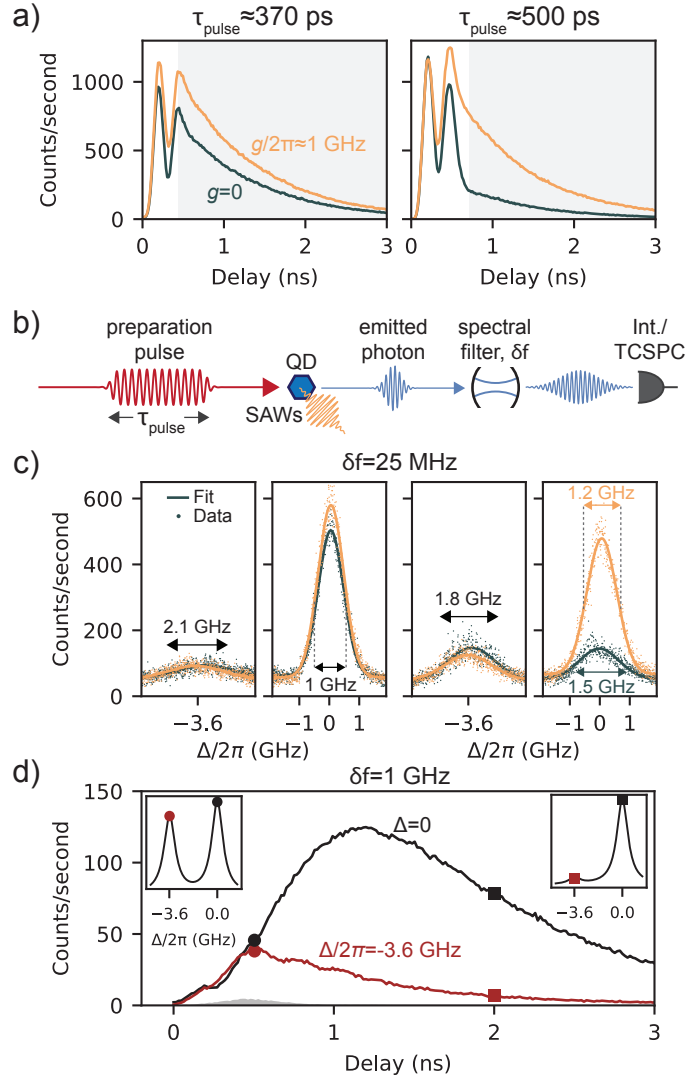 a)
τpulse≈370 ps
τpulse≈500 ps
Counts/second
1000
500
0
g/2π≈1 GHz
g=0
0 1 2 3
0 1 2 3
Delay (ns)
Delay (ns)
b)
preparation
pulse
τpulse
QD
SAWs
emitted
photon
spectral
filter, δf
Int./
TCSPC
c)
δf=25 MHz
Counts/second
600
400
200
0
Fit
Data
2.1 GHz
1 GHz
1.8 GHz
1.2 GHz
1.5 GHz
−3.6
−1 0 1
−3.6
−1 0 1
Δ/2π (GHz)
Δ/2π (GHz)
d)
δf=1 GHz
Counts/second
150
100
50
0
−3.6 0.0
Δ/2π (GHz)
Δ=0
Δ/2π=-3.6 GHz
−3.6 0.0
0 1 2 3
Delay (ns)